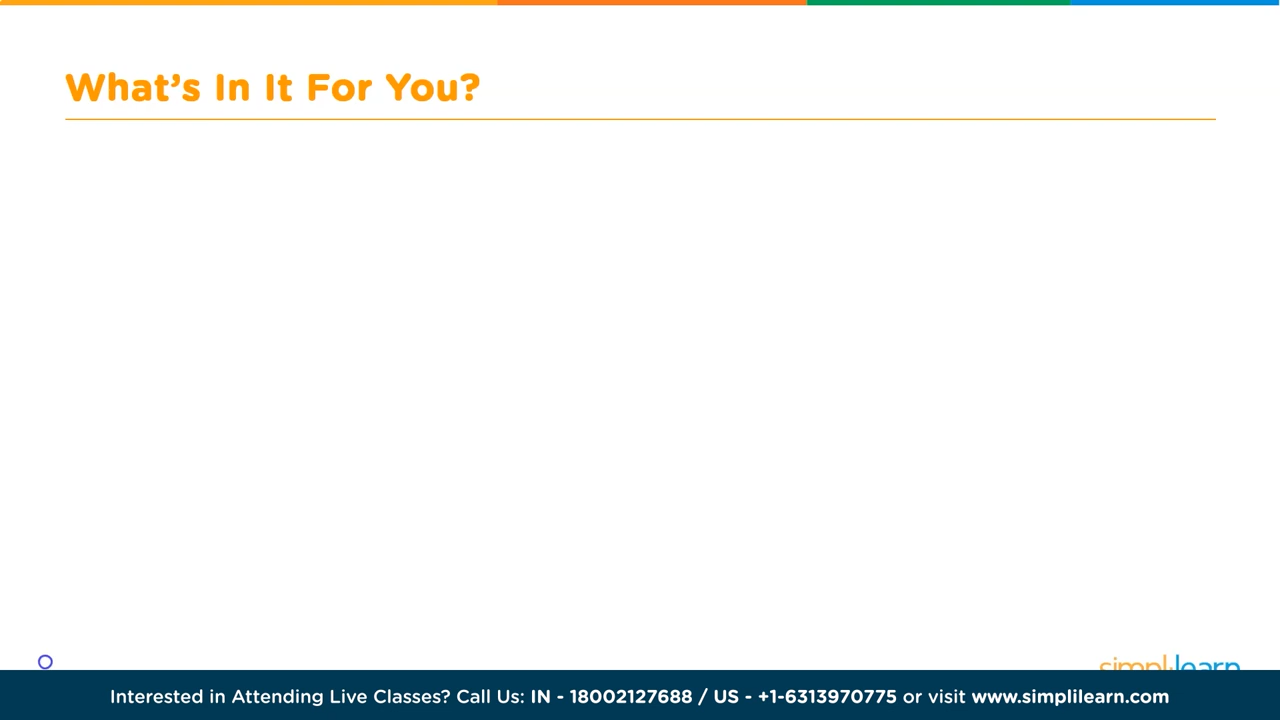 What's In It For You?
simplilearn
Interested in Attending Live Classes? Call Us: IN - 18002127688 / US - +1-6313970775 or visit www.simplilearn.com